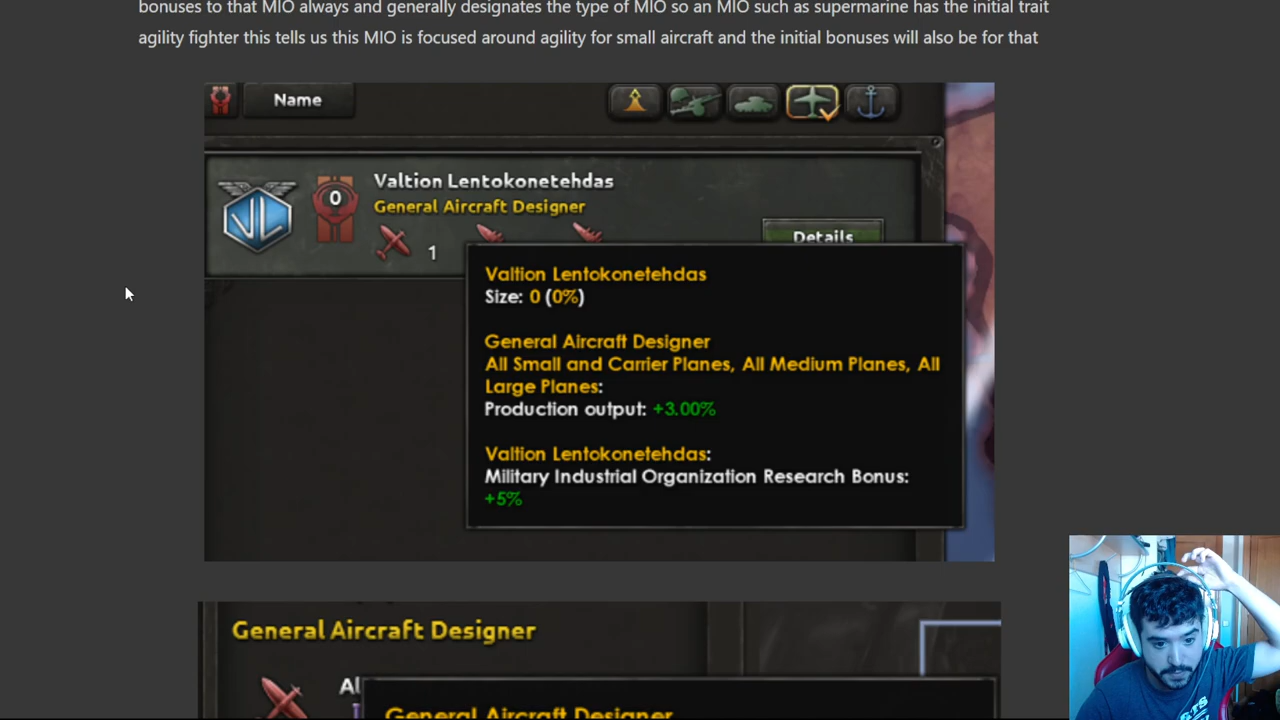 bonuses to that MIO always and generally designates the type of MIO so an MIO such as supermarine has the initial trait
agility fighter this tells us this MIO is focused around agility for small aircraft and the initial bonuses will also be for that
Name
Valtion Lentokonetehdas
0
General Aircraft Designer
VL
1
Details
Valtion Lentokonetehdas
Size: 0 (0%)
General Aircraft Designer
All Small and Carrier Planes, All Medium Planes, All
Large Planes:
Production output: +3.00%
Valtion Lentokonetehdas:
Military Industrial Organization Research Bonus:
+5%
General Aircraft Designer
Al
General Aircraft Designer